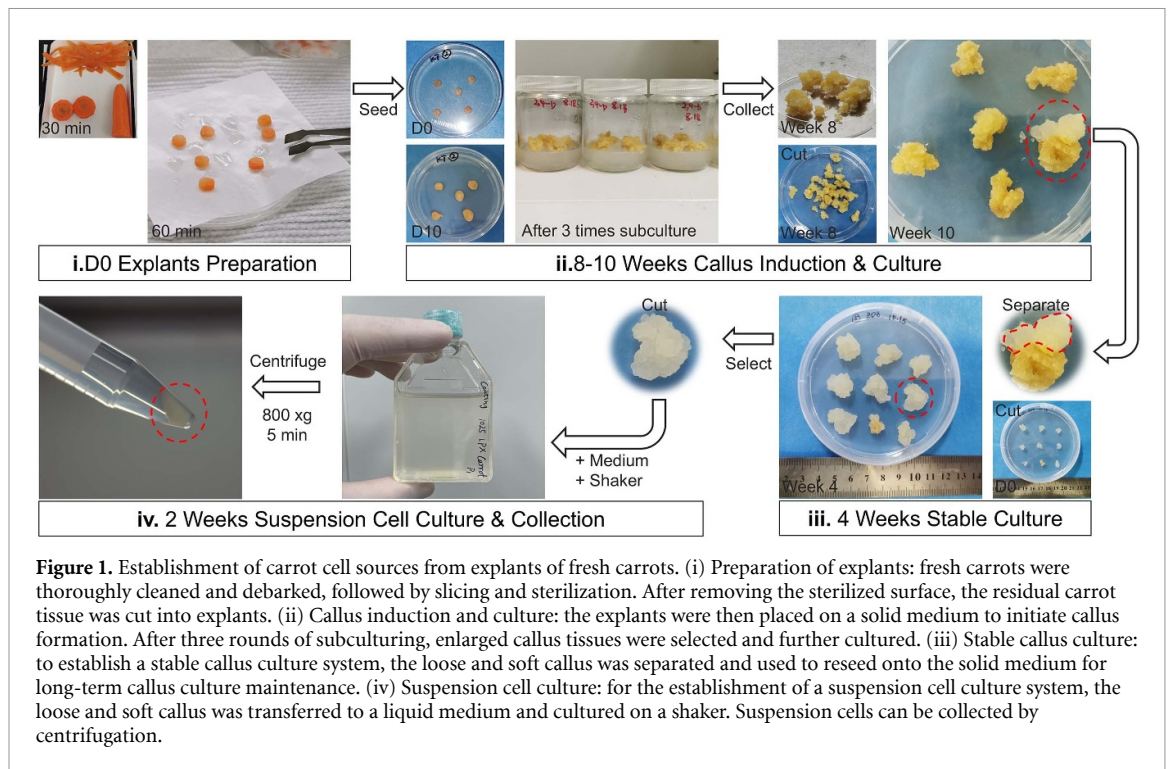 30 min
60 min
Seed
D0
D10
2,4-D 8.18
After 3 times subculture
Collect
Week 8
Cut
Week 8
Week 10
i.D0 Explants Preparation
ii.8-10 Weeks Callus Induction & Culture
Centrifuge
800 xg
5 min
Cut
+ Medium
+ Shaker
Select
Week 4
Separate
Cut
D0
iv. 2 Weeks Suspension Cell Culture & Collection
iii. 4 Weeks Stable Culture
Figure 1. Establishment of carrot cell sources from explants of fresh carrots. (i) Preparation of explants: fresh carrots were
thoroughly cleaned and debarked, followed by slicing and sterilization. After removing the sterilized surface, the residual carrot
tissue was cut into explants. (ii) Callus induction and culture: the explants were then placed on a solid medium to initiate callus
formation. After three rounds of subculturing, enlarged callus tissues were selected and further cultured. (iii) Stable callus culture:
to establish a stable callus culture system, the loose and soft callus was separated and used to reseed onto the solid medium for
long-term callus culture maintenance. (iv) Suspension cell culture: for the establishment of a suspension cell culture system, the
loose and soft callus was transferred to a liquid medium and cultured on a shaker. Suspension cells can be collected by
centrifugation.